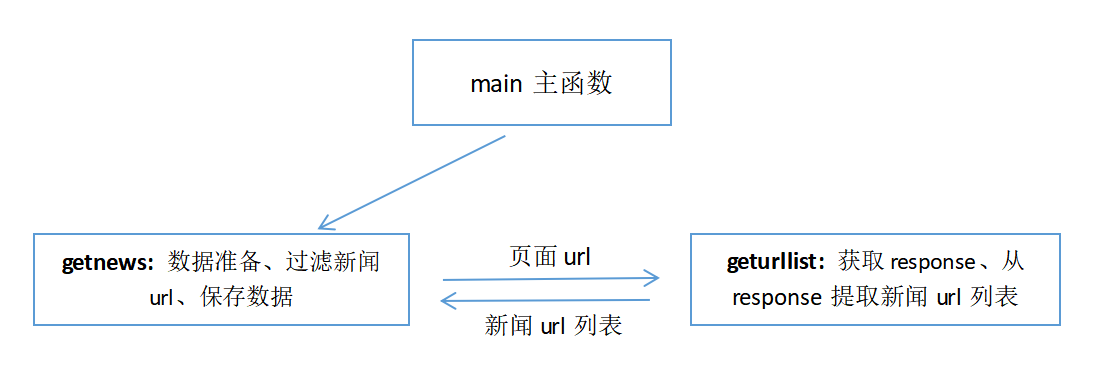 main 主函数
getnews: 数据准备、过滤新闻
url、保存数据
页面 url
新闻 url 列表
geturllist: 获取 response、从
response 提取新闻 url 列表